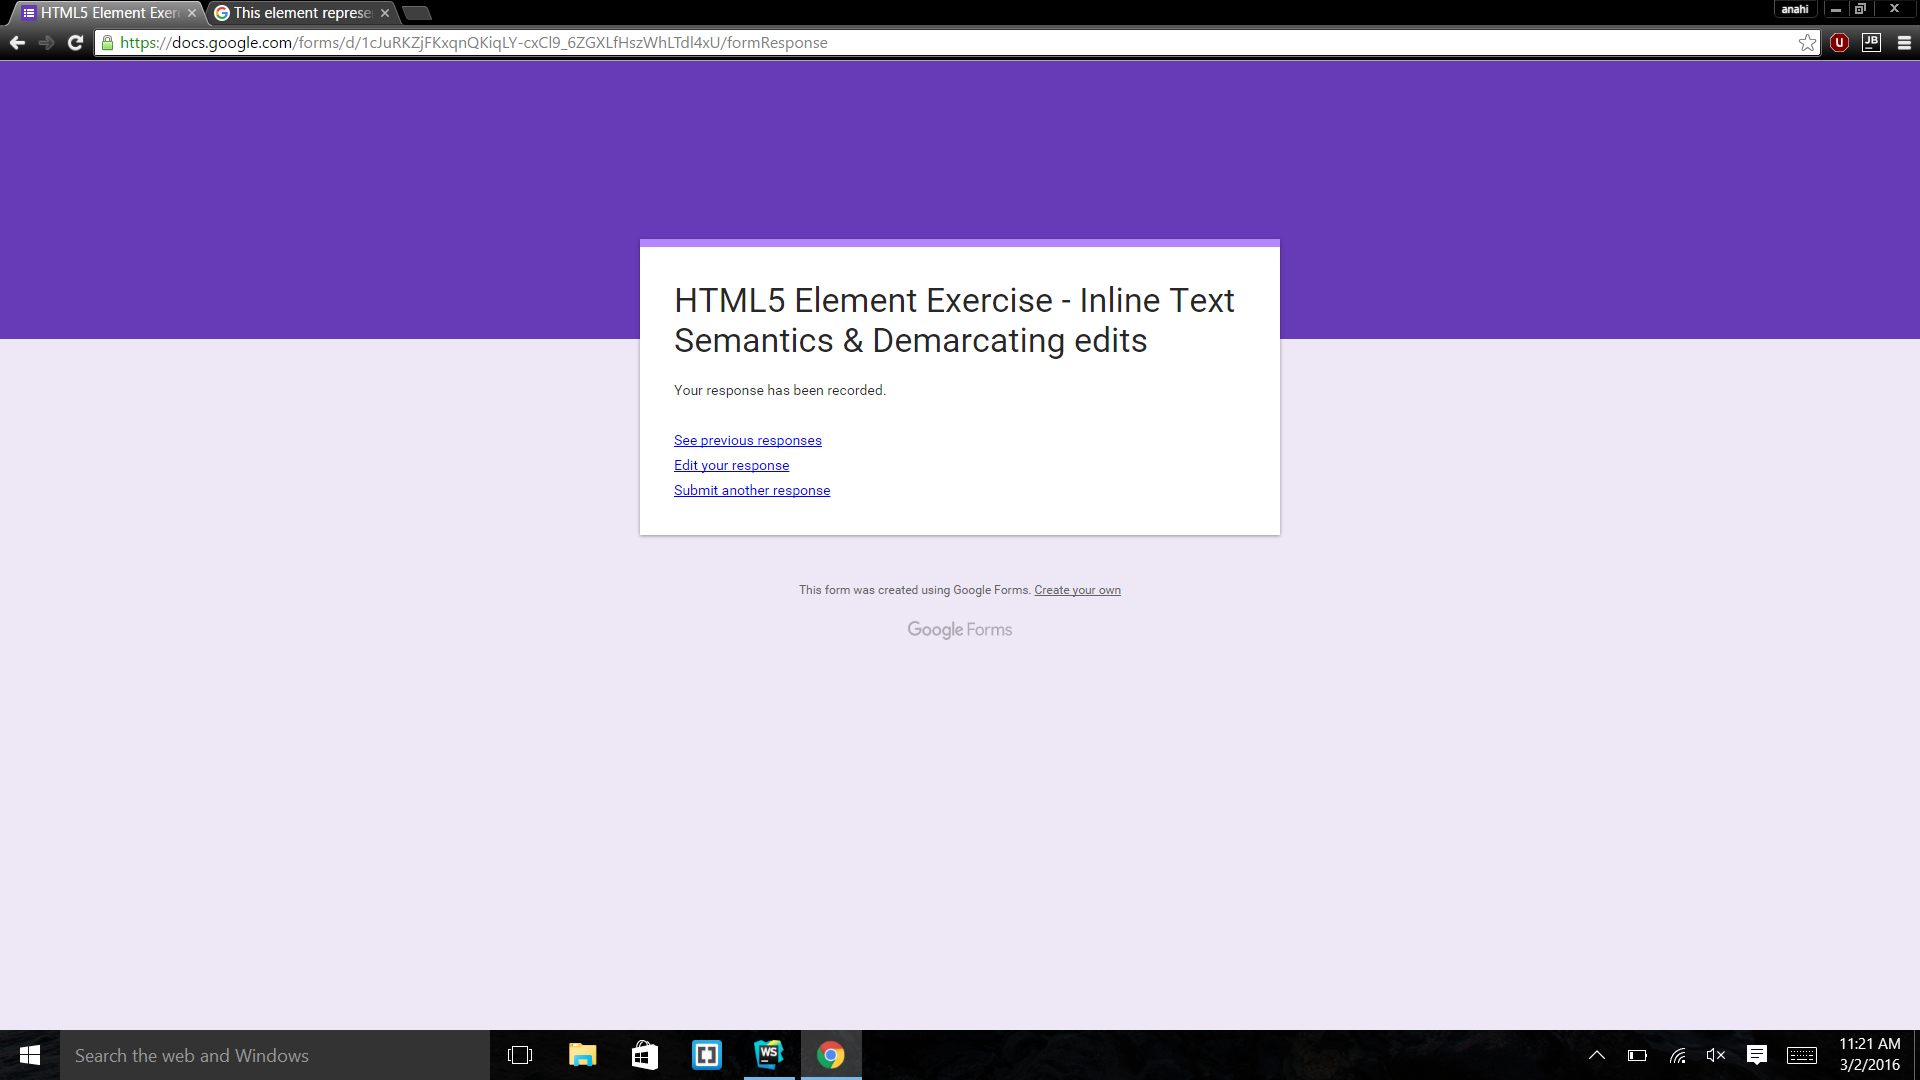 HTML5 Element Exer
This element represe
anahi
https://docs.google.com/forms/d/1cJuRKZjFKxqnQKiqLY-cxCl9_6ZGXLfHszWhLTdl4xU/formResponse
U
JB
HTML5 Element Exercise - Inline Text
Semantics & Demarcating edits
Your response has been recorded.
See previous responses
Edit your response
Submit another response
This form was created using Google Forms. Create your own
Google Forms
Search the web and Windows
WS
11:21 AM
3/2/2016